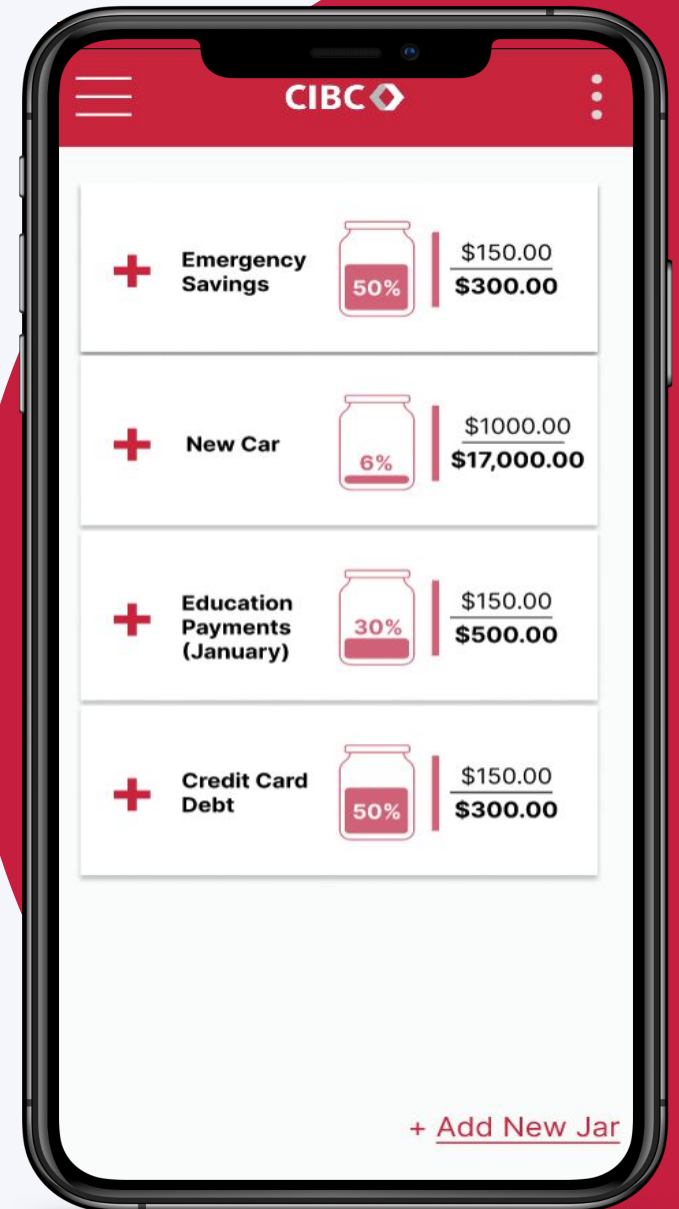 CIBC
+ Emergency
Savings
50%
$150.00
$300.00
+ New Car
6%
$1000.00
$17,000.00
+ Education
Payments
(January)
30%
$150.00
$500.00
+ Credit Card
Debt
50%
$150.00
$300.00
+ Add New Jar